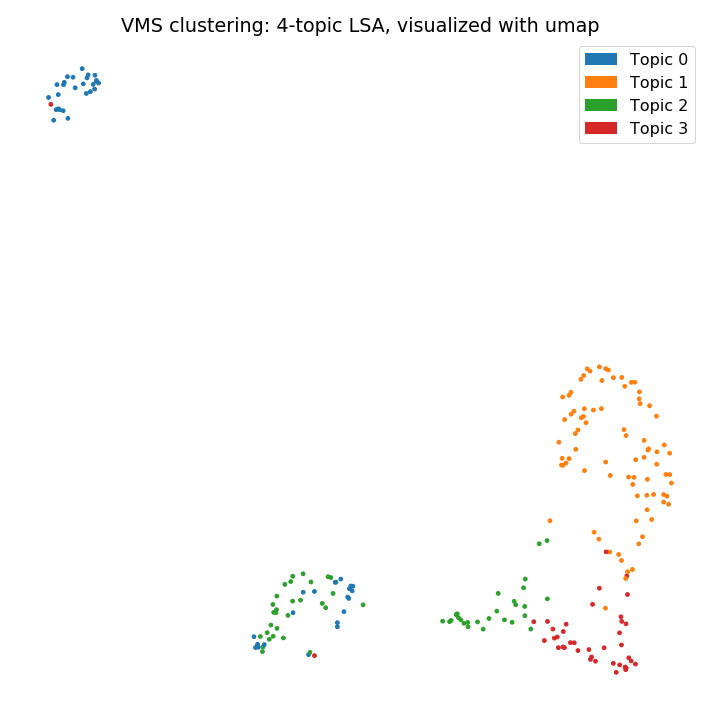 VMS clustering: 4-topic LSA, visualized with umap
Topic 0
Topic 1
Topic 2
Topic 3